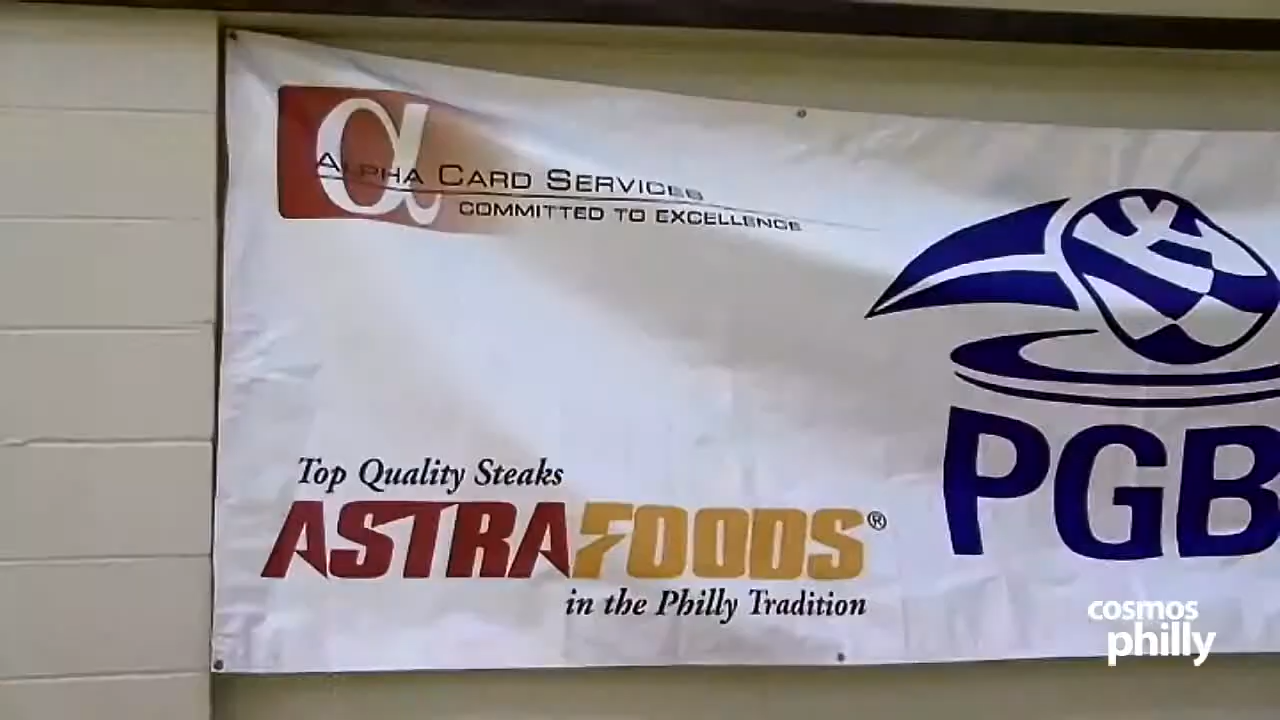 α
ALPHA CARD SERVICES
COMMITTED TO EXCELLENCE
Top Quality Steaks
ASTRAFOODS®
in the Philly Tradition
PGB
cosmos
philly